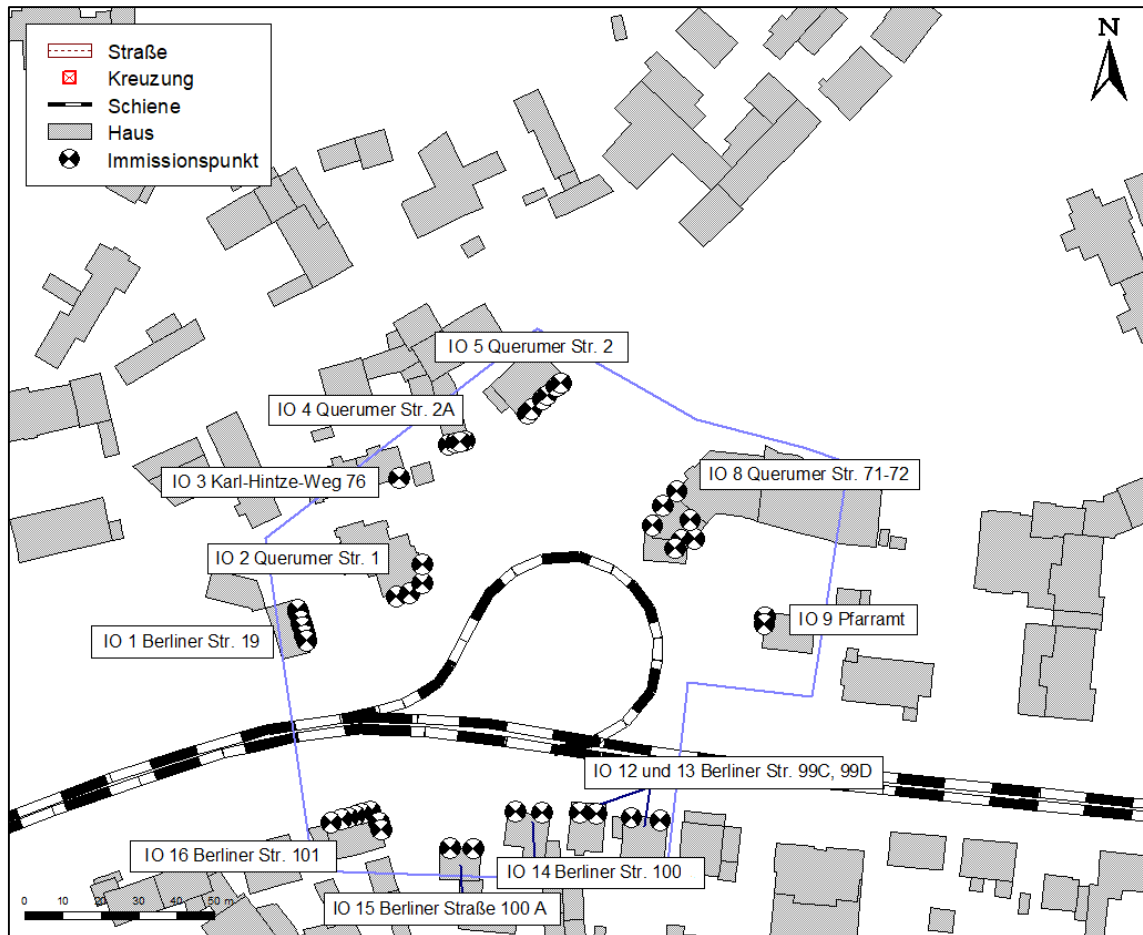 Straße
Kreuzung
Schiene
Haus
Immissionspunkt
N
IO 5 Querumer Str. 2
IO 4 Querumer Str. 2A
IO 3 Karl-Hintze-Weg 76
IO 8 Querumer Str. 71-72
IO 2 Querumer Str. 1
IO 9 Pfarramt
IO 1 Berliner Str. 19
IO 12 und 13 Berliner Str. 99C, 99D
IO 16 Berliner Str. 101
IO 14 Berliner Str. 100
IO 15 Berliner Straße 100 A
0 10 20 30 40 50 m